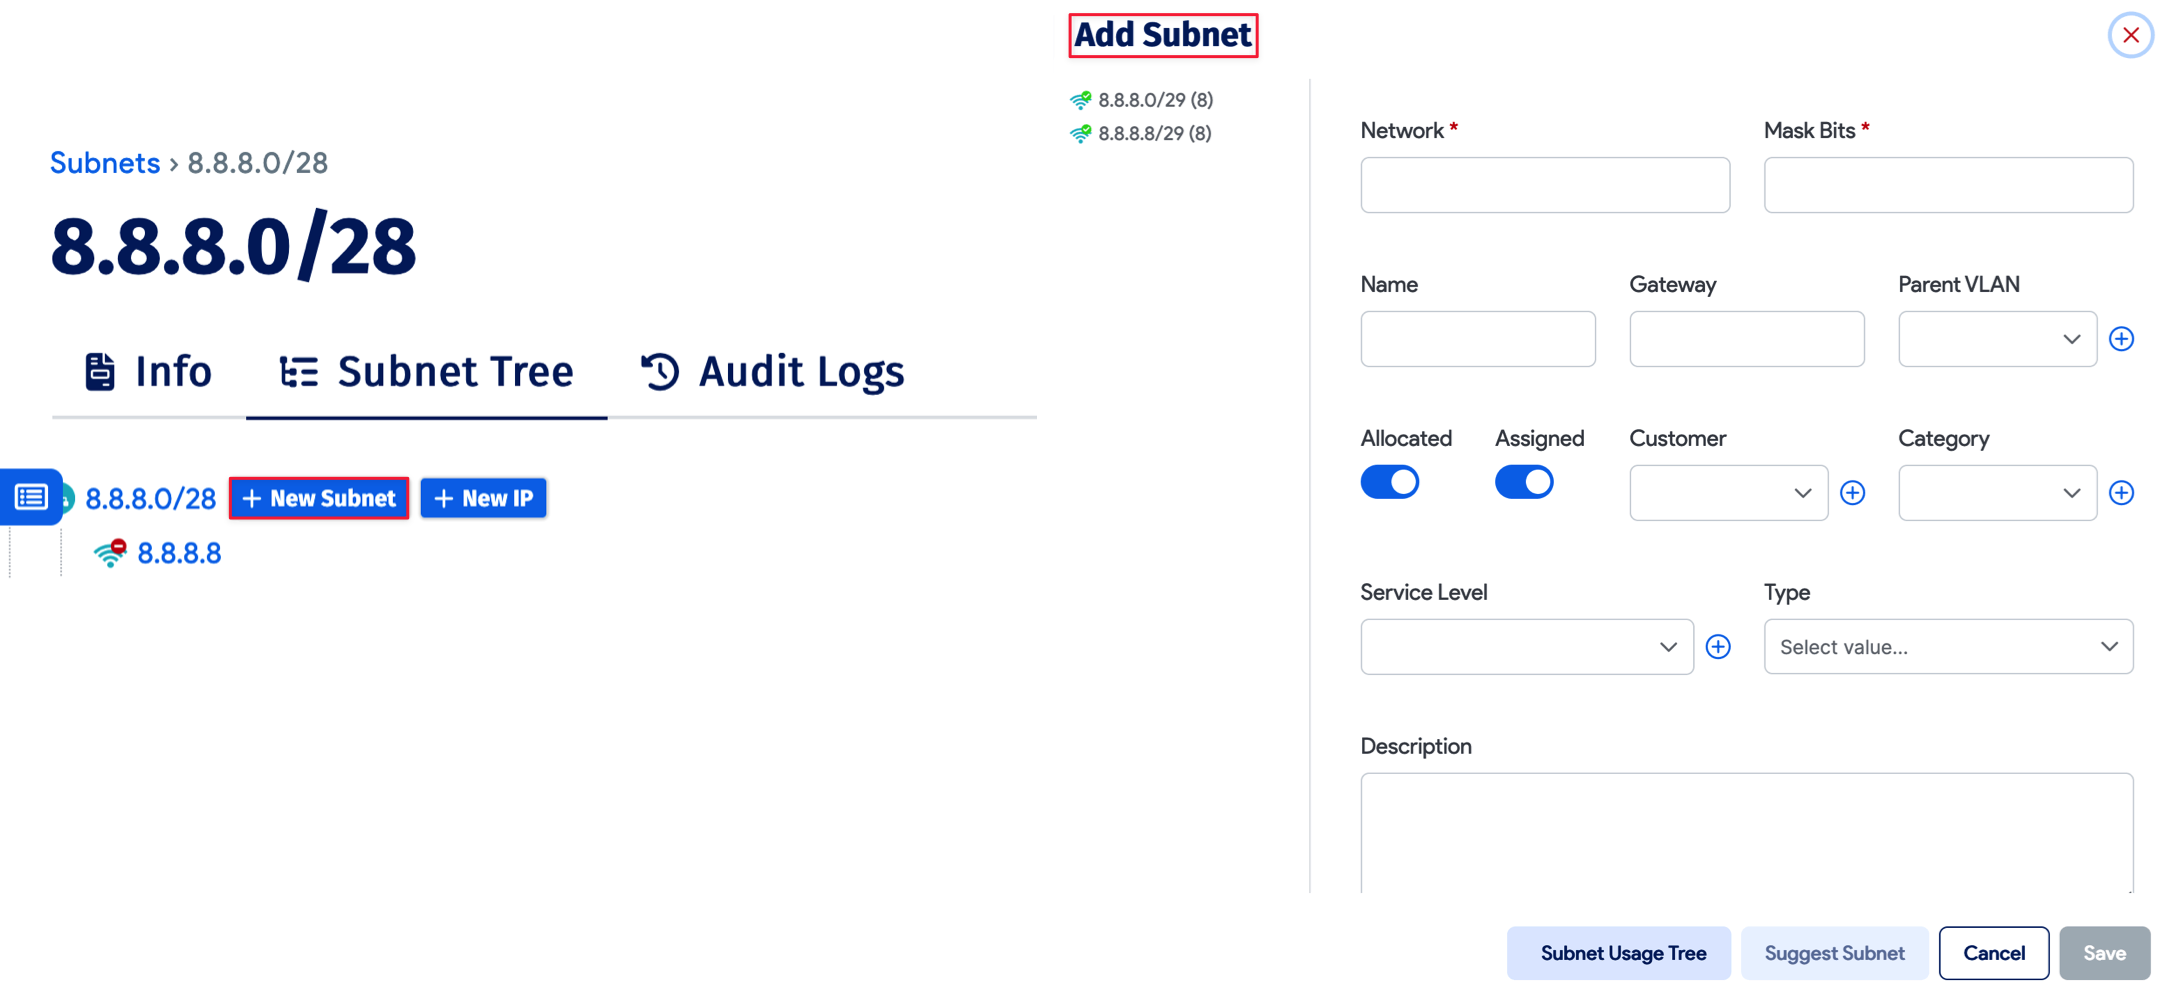 Subnets › 8.8.8.0/28
8.8.8.0/28
Info
Subnet Tree
Audit Logs
8.8.8.0/28
+ New Subnet
+ New IP
8.8.8.8
Add Subnet
8.8.8.0/29 (8)
8.8.8.8/29 (8)
Network *
Mask Bits *
Name
Gateway
Parent VLAN
Allocated
Assigned
Customer
Category
Service Level
Type
Select value...
Description
Subnet Usage Tree
Suggest Subnet
Cancel
Save